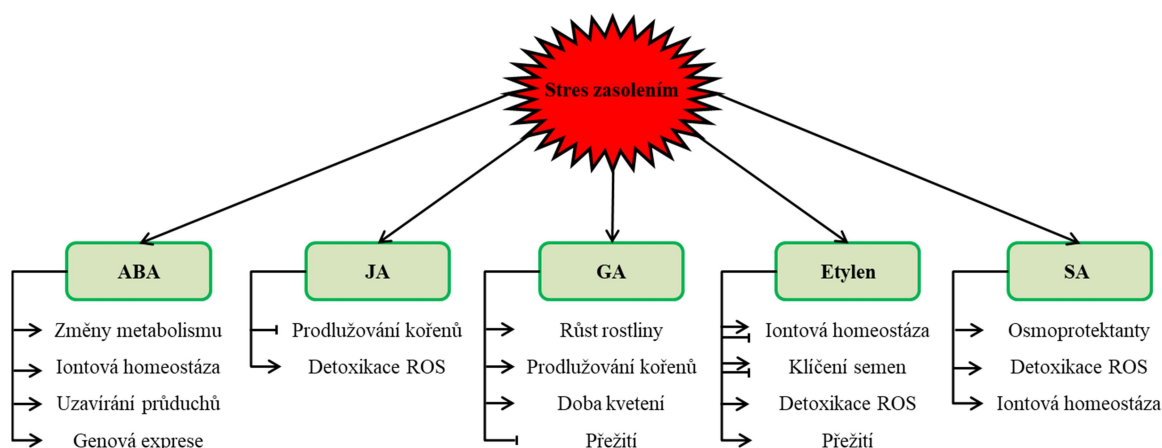 Stres zasolením
ABA
JA
GA
Etylen
SA
Změny metabolismu
Iontová homeostáza
Uzavírání průduchů
Genová exprese
Prodlužování kořenů
Detoxikace ROS
Růst rostliny
Prodlužování kořenů
Doba kvetení
Přežití
Iontová homeostáza
Klíčení semen
Detoxikace ROS
Přežití
Osmoprotektanty
Detoxikace ROS
Iontová homeostáza